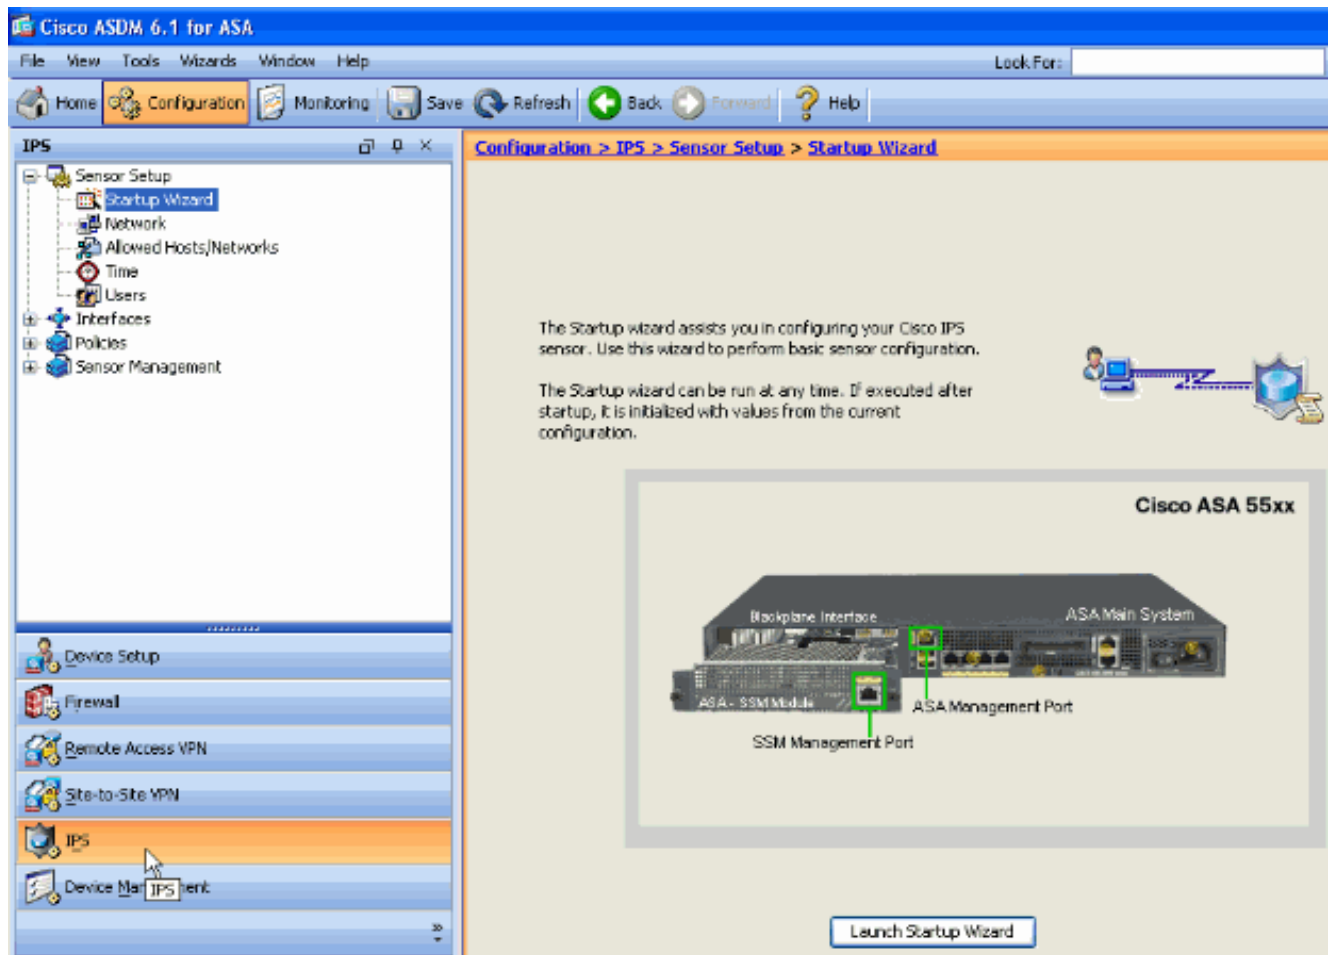 Cisco ASDM 6.1 for ASA
File View Tools Wizards Window Help Look For:
Home Configuration Monitoring Save Refresh Back Forward Help
IPS
Configuration > IPS > Sensor Setup > Startup Wizard
Sensor Setup
Startup Wizard
Network
Allowed Hosts/Networks
Time
Users
Interfaces
Policies
Sensor Management
The Startup wizard assists you in configuring your Cisco IPS
sensor. Use this wizard to perform basic sensor configuration.
The Startup wizard can be run at any time. If executed after
startup, it is initialized with values from the current
configuration.
Cisco ASA 55xx
Blackplane Interface
ASA Main System
ASA - SSM Module
ASA Management Port
SSM Management Port
Device Setup
Firewall
Remote Access VPN
Site-to-Site VPN
IPS
Device
IPS
Launch Startup Wizard